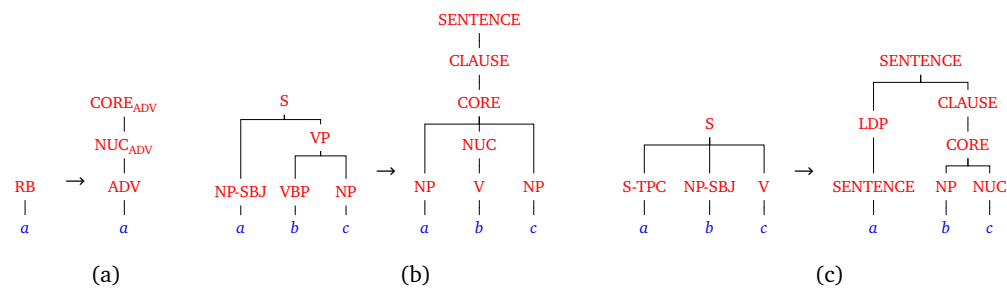 SENTENCE
CLAUSE
SENTENCE
CORE_ADV S CORE CLAUSE
VP S LDP
NUC_ADV NUC CORE
RB → ADV NP-SBJ VBP NP → NP V NP S-TPC NP-SBJ V → SENTENCE NP NUC
a a a b c a b c a b c a b c
(a) (b) (c)